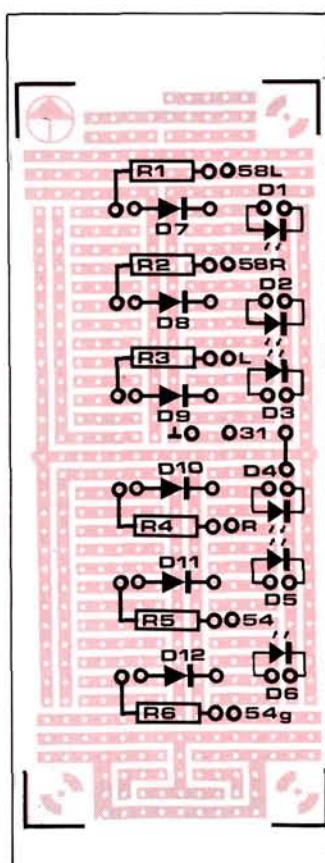 R1 58L
D1
D7
R2 58R
D2
D8
R3 L
D9 D3
⊥ 31
D10 D4
R4 R
D11
D5
R5 54
D12
D6
R6 54g